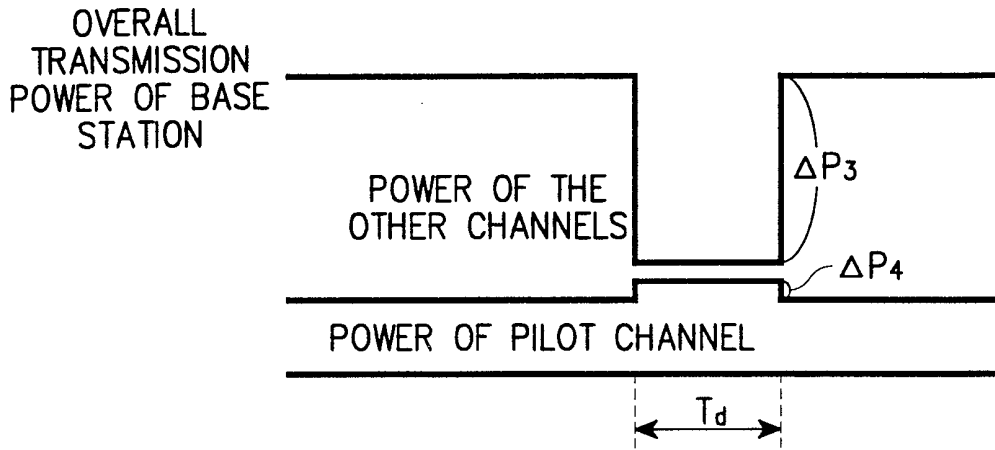 OVERALL
TRANSMISSION
POWER OF BASE
STATION
POWER OF THE
OTHER CHANNELS
ΔP3
ΔP4
POWER OF PILOT CHANNEL
Td